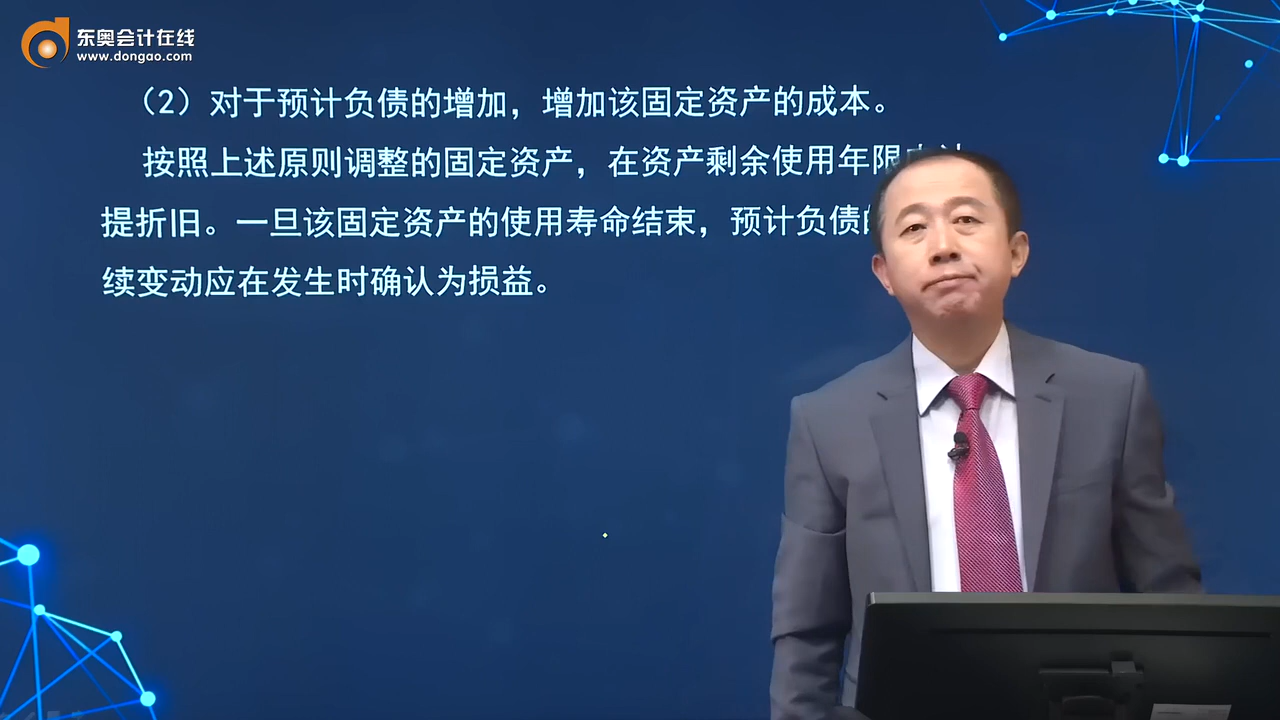 东奥会计在线
www.dongao.com
（2）对于预计负债的增加，增加该固定资产的成本。
按照上述原则调整的固定资产，在资产剩余使用年限
提折旧。一旦该固定资产的使用寿命结束，预计负债
续变动应在发生时确认为损益。